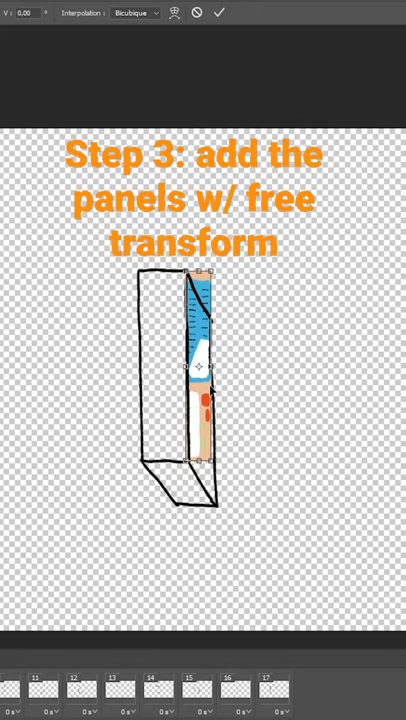 V : 0,00 ° Interpolation : Bicubique
Step 3: add the
panels w/ free
transform
11 12 13 14 15 16 17
0 s 0 s 0 s 0 s 0 s 0 s 0 s 0 s